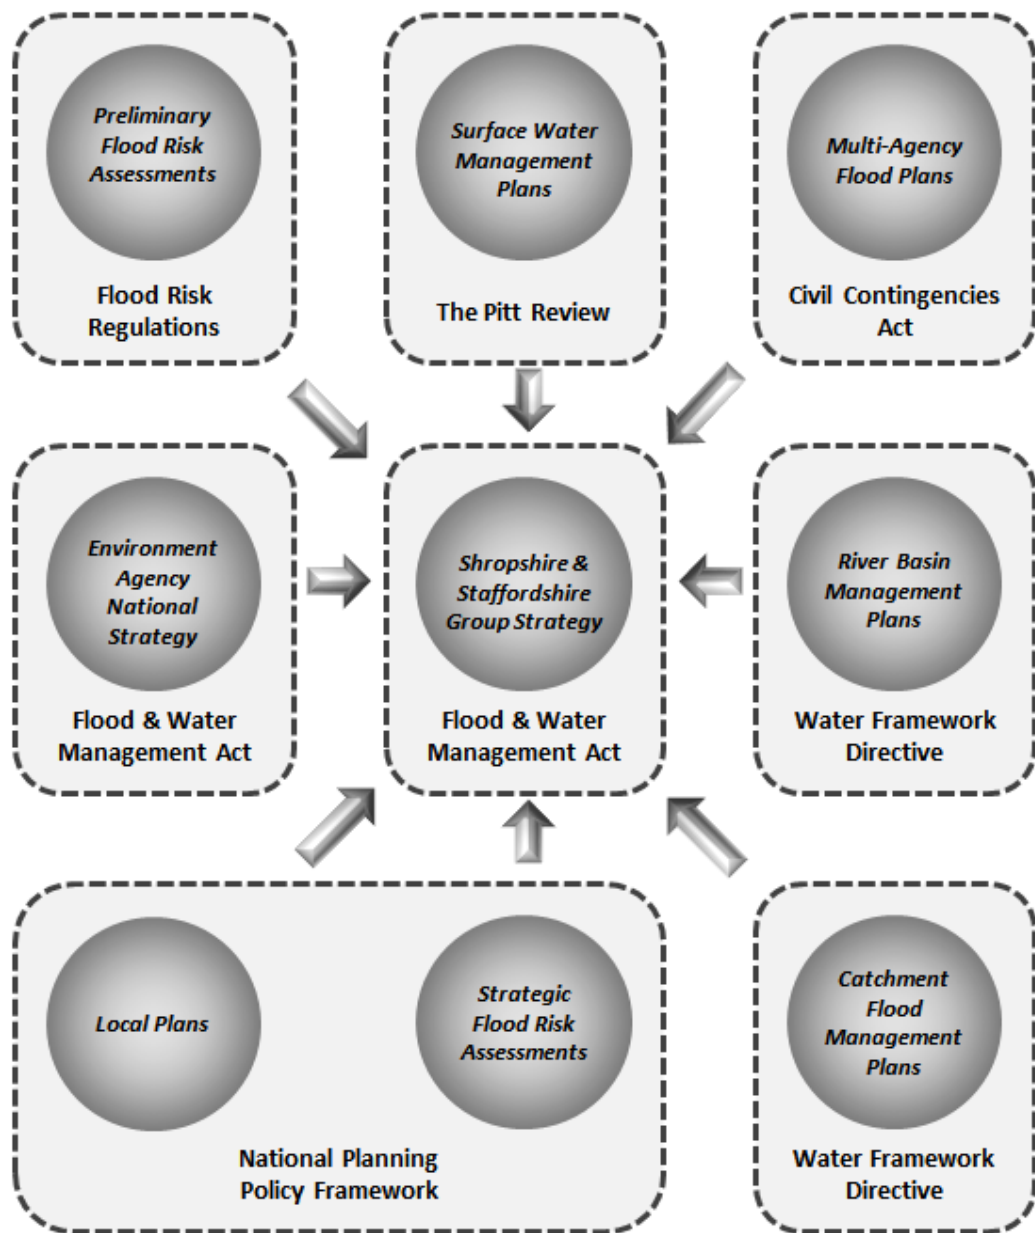 Preliminary
Flood Risk
Assessments
Flood Risk
Regulations
Surface Water
Management
Plans
The Pitt Review
Multi-Agency
Flood Plans
Civil Contingencies
Act
Environment
Agency
National
Strategy
Flood & Water
Management Act
Shropshire &
Staffordshire
Group Strategy
Flood & Water
Management Act
River Basin
Management
Plans
Water Framework
Directive
Local Plans
Strategic
Flood Risk
Assessments
National Planning
Policy Framework
Catchment
Flood
Management
Plans
Water Framework
Directive